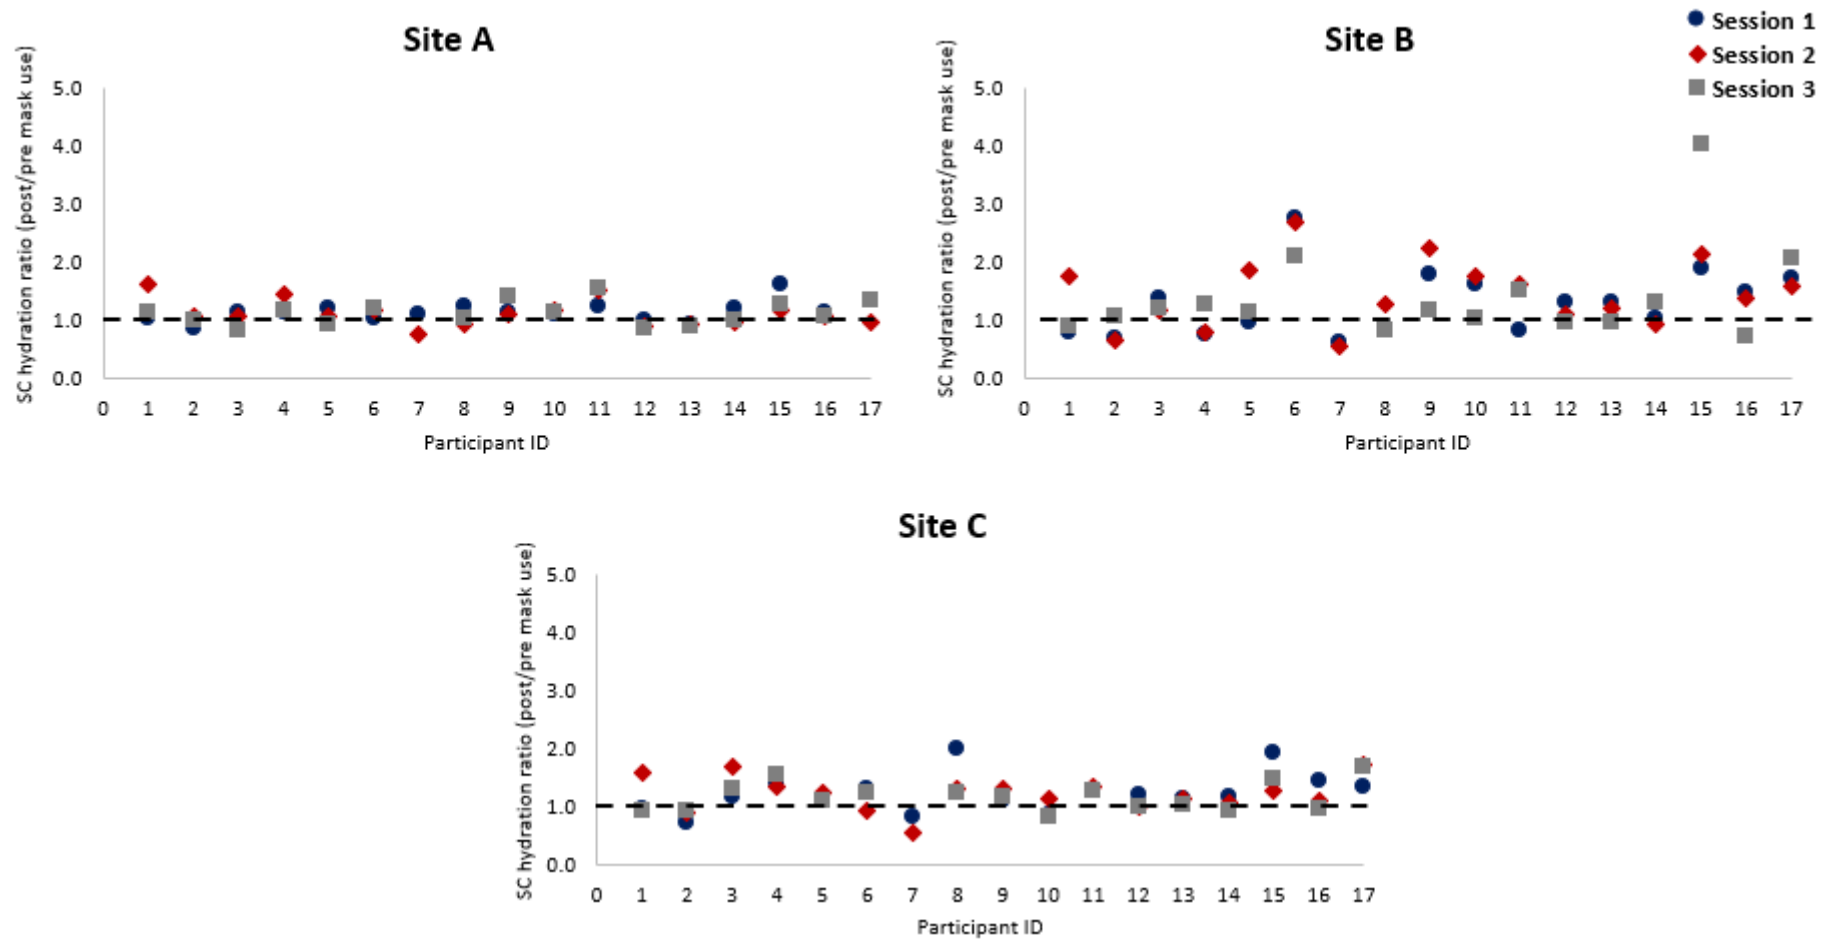 Site A
SC hydration ratio (post/pre mask use)
5.0
4.0
3.0
2.0
1.0
0.0
0 1 2 3 4 5 6 7 8 9 10 11 12 13 14 15 16 17
Participant ID
Site B
Session 1
Session 2
Session 3
SC hydration ratio (post/pre mask use)
5.0
4.0
3.0
2.0
1.0
0.0
0 1 2 3 4 5 6 7 8 9 10 11 12 13 14 15 16 17
Participant ID
Site C
SC hydration ratio (post/pre mask use)
5.0
4.0
3.0
2.0
1.0
0.0
0 1 2 3 4 5 6 7 8 9 10 11 12 13 14 15 16 17
Participant ID